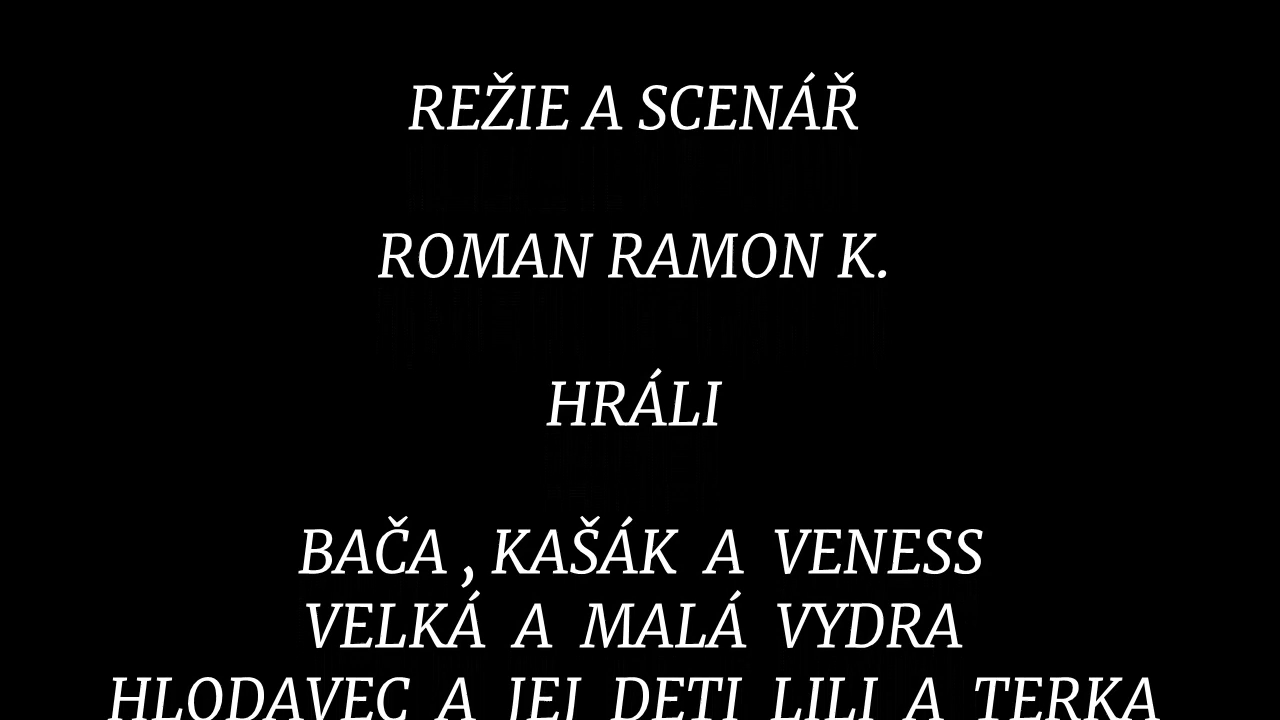 REŽIE A SCENÁŘ
ROMAN RAMON K.
HRÁLI
BAČA , KAŠÁK A VENESS
VELKÁ A MALÁ VYDRA
HLODAVEC A JEJ DETI LILI A TERKA